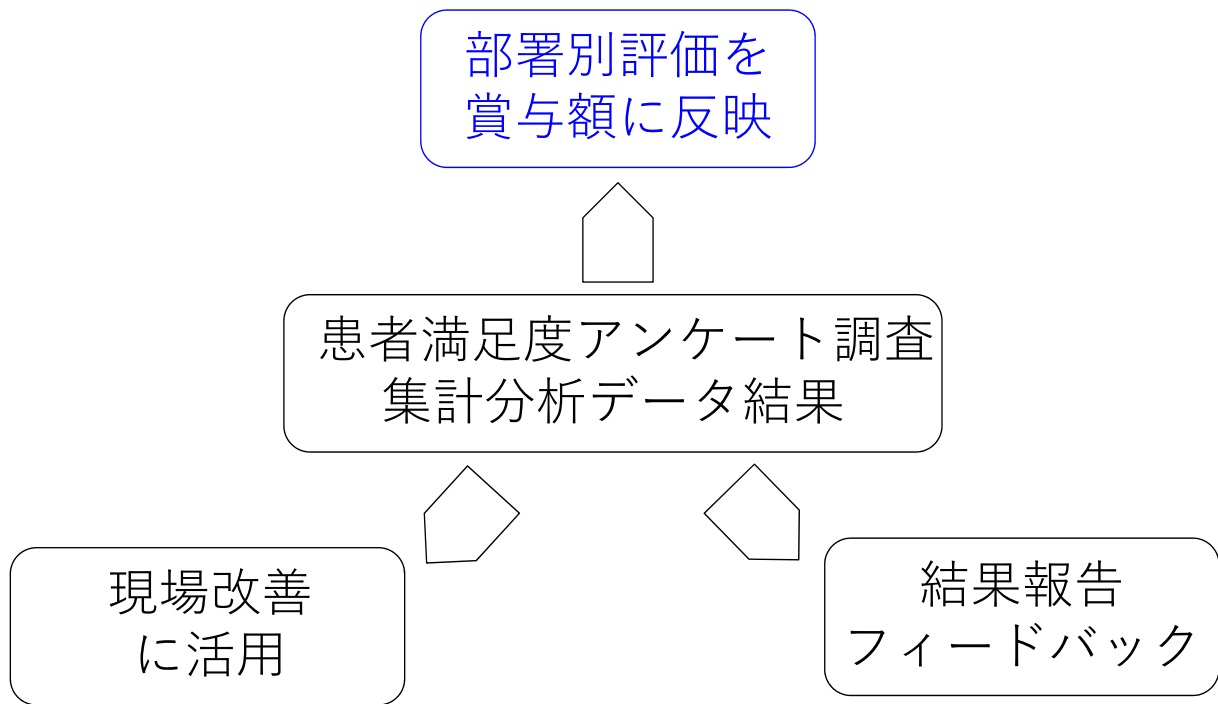 部署別評価を
賞与額に反映
患者満足度アンケート調査
集計分析データ結果
現場改善
に活用
結果報告
フィードバック